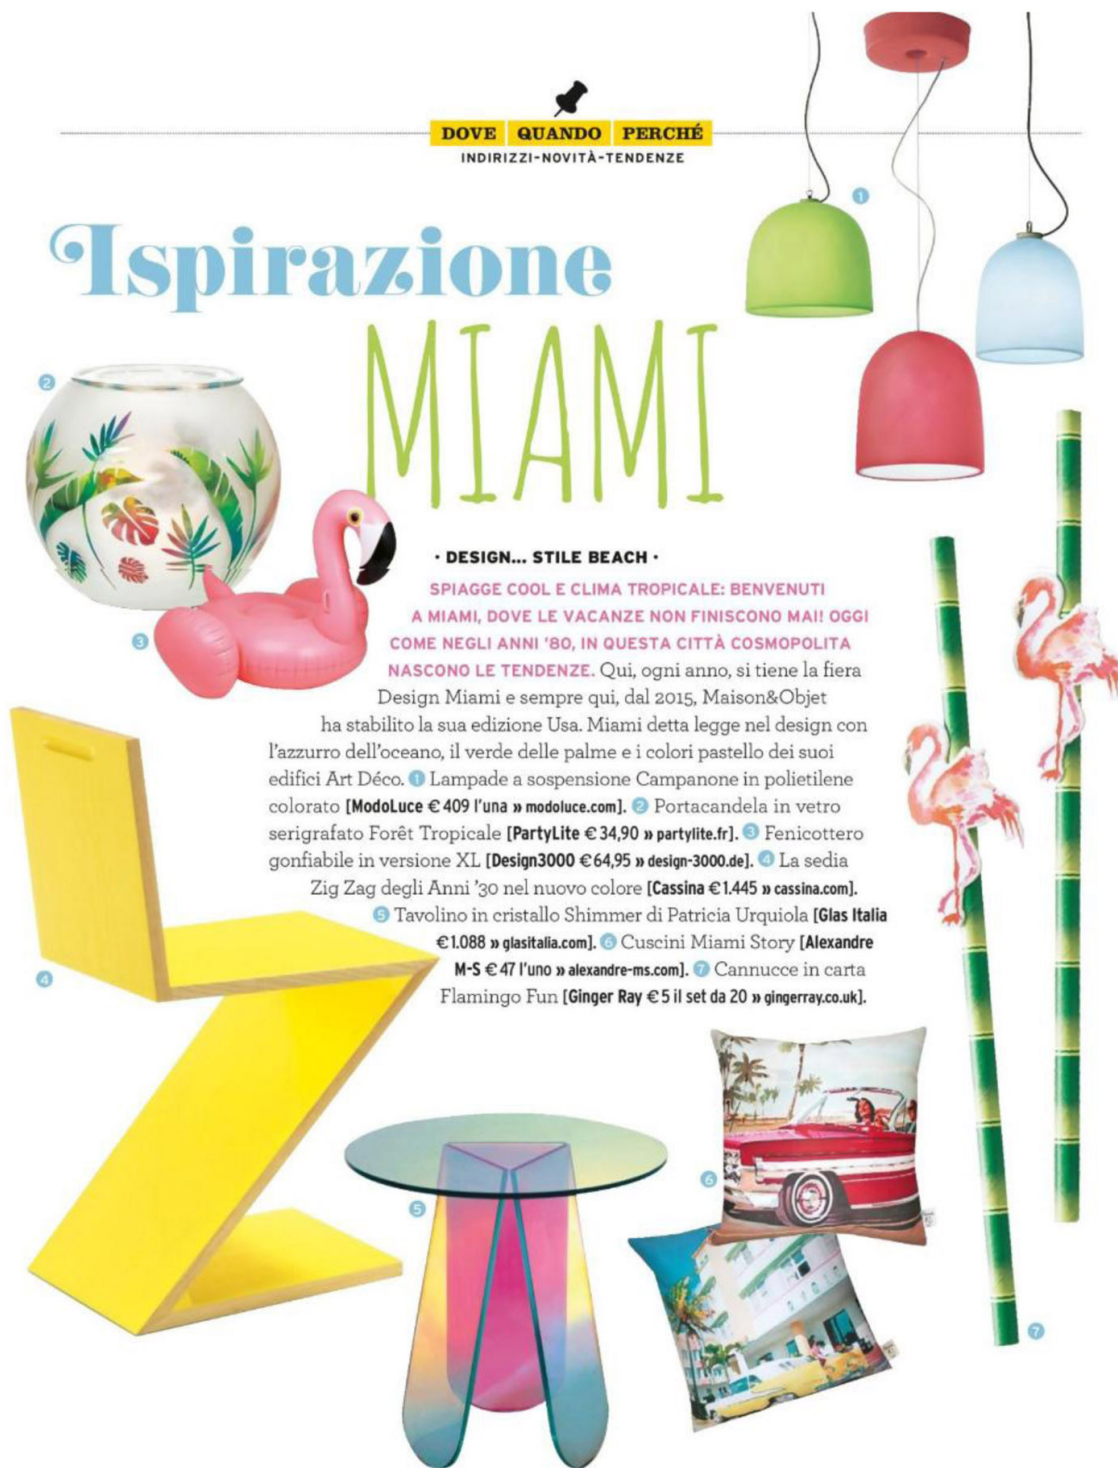 DOVE QUANDO PERCHÉ
INDIRIZZI-NOVITÀ-TENDENZE
Ispirazione
MIAMI
· DESIGN... STILE BEACH ·
SPIAGGE COOL E CLIMA TROPICALE: BENVENUTI
A MIAMI, DOVE LE VACANZE NON FINISCONO MAI! OGGI
COME NEGLI ANNI '80, IN QUESTA CITTÀ COSMOPOLITA
NASCONO LE TENDENZE. Qui, ogni anno, si tiene la fiera
Design Miami e sempre qui, dal 2015, Maison&Objet
ha stabilito la sua edizione Usa. Miami detta legge nel design con
l'azzurro dell'oceano, il verde delle palme e i colori pastello dei suoi
edifici Art Déco. 1 Lampade a sospensione Campanone in polietilene
colorato [ModoLuce € 409 l'una » modoluce.com]. 2 Portacandela in vetro
serigrafato Forêt Tropicale [PartyLite € 34,90 » partylite.fr]. 3 Fenicottero
gonfiabile in versione XL [Design3000 € 64,95 » design-3000.de]. 4 La sedia
Zig Zag degli Anni '30 nel nuovo colore [Cassina € 1.445 » cassina.com].
5 Tavolino in cristallo Shimmer di Patricia Urquiola [Glas Italia
€ 1.088 » glasitalia.com]. 6 Cuscini Miami Story [Alexandre
M-S € 47 l'uno » alexandre-ms.com]. 7 Cannucce in carta
Flamingo Fun [Ginger Ray € 5 il set da 20 » gingerray.co.uk].
1
2
3
4
5
6
7